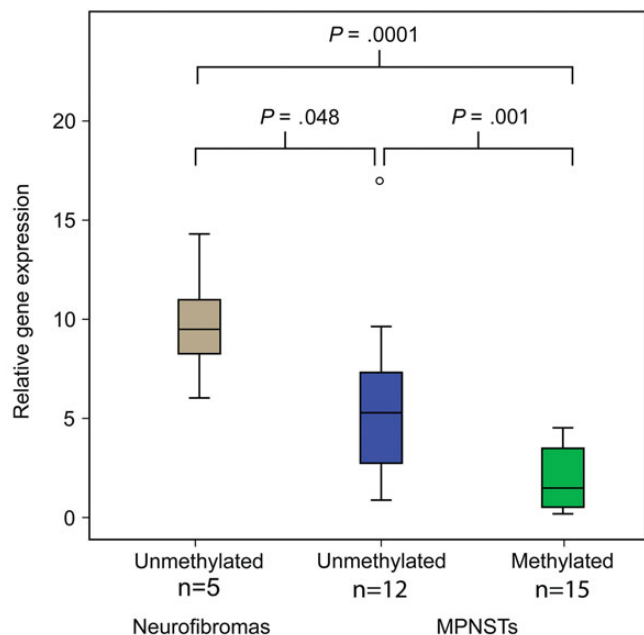 P = .0001
P = .048
P = .001
20
15
10
5
0
Relative gene expression
Unmethylated
n=5
Unmethylated
n=12
Methylated
n=15
Neurofibromas
MPNSTs